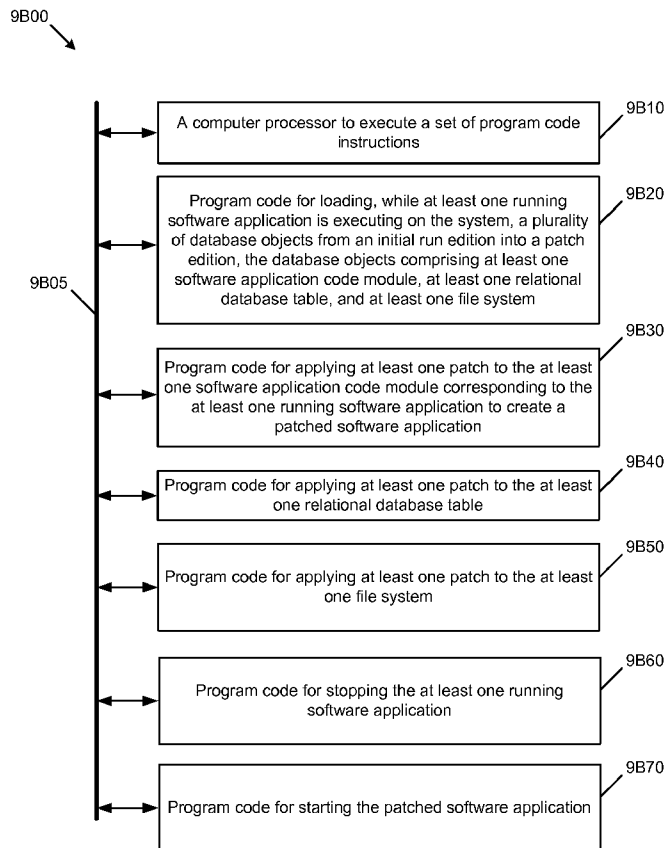 9B00
9B10
A computer processor to execute a set of program code
instructions
9B20
Program code for loading, while at least one running
software application is executing on the system, a plurality
of database objects from an initial run edition into a patch
edition, the database objects comprising at least one
software application code module, at least one relational
database table, and at least one file system
9B05
9B30
Program code for applying at least one patch to the at least
one software application code module corresponding to the
at least one running software application to create a
patched software application
9B40
Program code for applying at least one patch to the at least
one relational database table
9B50
Program code for applying at least one patch to the at least
one file system
9B60
Program code for stopping the at least one running
software application
9B70
Program code for starting the patched software application